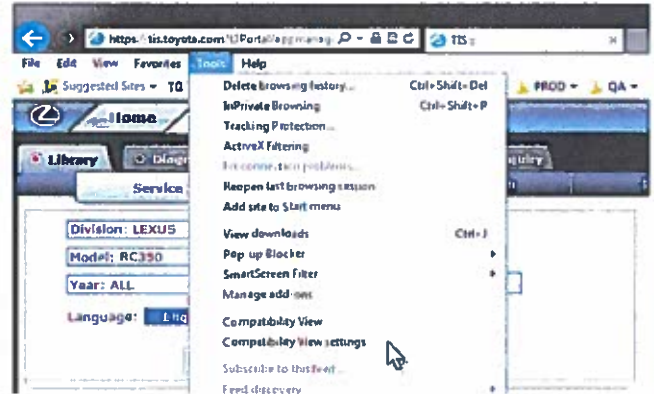 https://tis.toyota.com/
TIS
File Edit View Favorites Tools Help
Suggested Sites PROD QA
Home
Library
Service
Division: LEXUS
Model: RC350
Year: ALL
Language:
Delete browsing history... Ctrl+Shift+Del
InPrivate Browsing Ctrl+Shift+P
Tracking Protection...
ActiveX Filtering
Fix connection problems...
Reopen last browsing session
Add site to Start menu
View downloads Ctrl+J
Pop-up Blocker
SmartScreen Filter
Manage add-ons
Compatibility View
Compatibility View settings
Subscribe to this feed...
Feed discovery